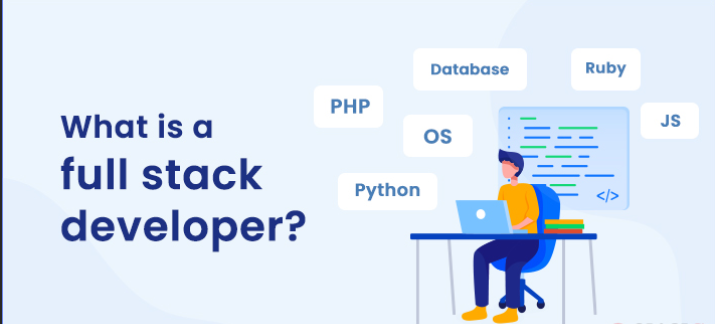 What is a
full stack
developer?
Database
Ruby
PHP
JS
OS
Python
</>